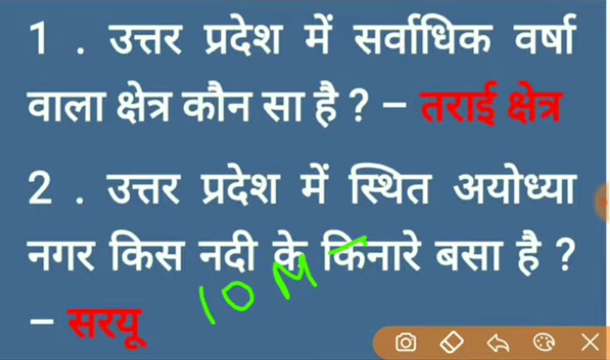 1 . उत्तर प्रदेश में सर्वाधिक वर्षा
वाला क्षेत्र कौन सा है ? – तराई क्षेत्र
2 . उत्तर प्रदेश में स्थित अयोध्या
नगर किस नदी के किनारे बसा है ?
– सरयू
10 M